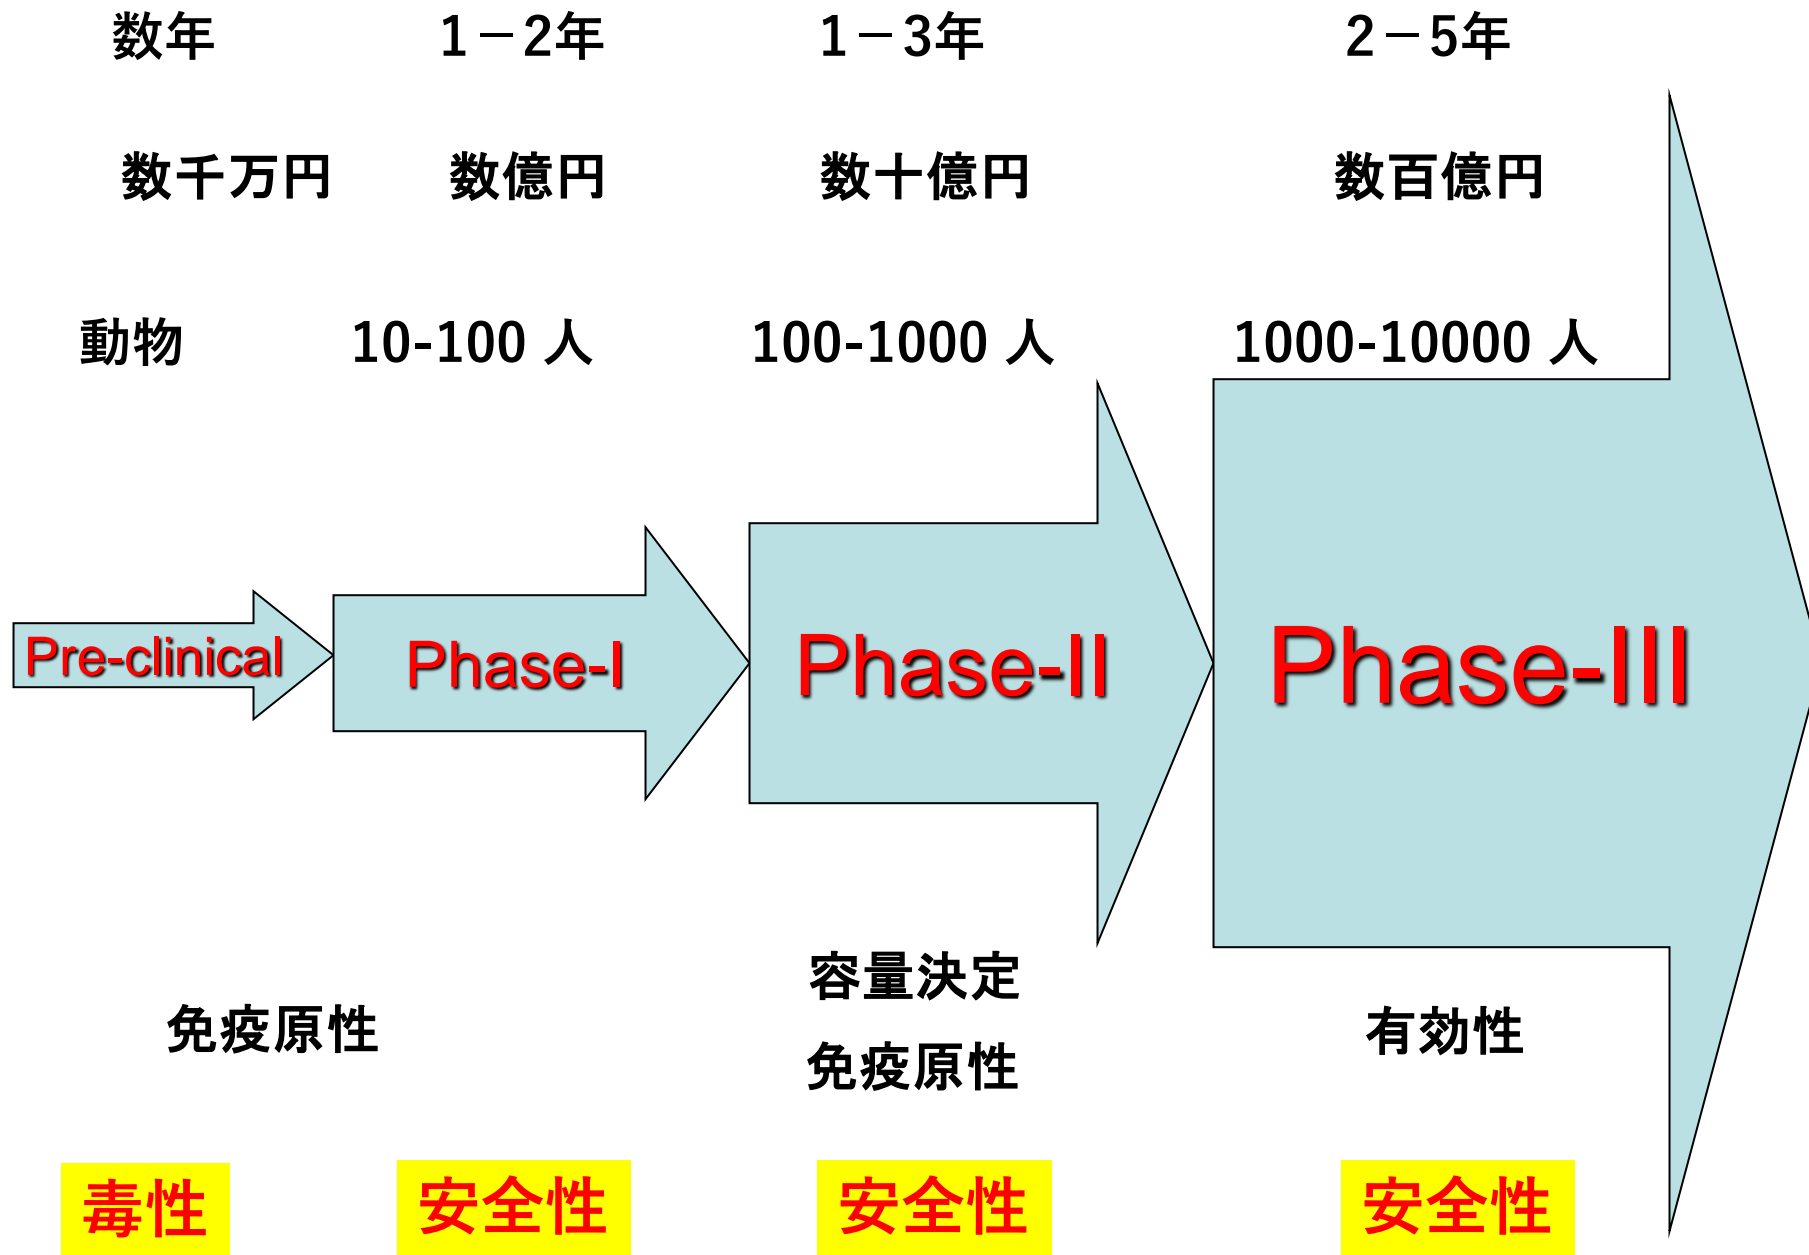 数年 1－2年 1－3年 2－5年
数千万円 数億円 数十億円 数百億円
動物 10-100 人 100-1000 人 1000-10000 人
Pre-clinical Phase-I Phase-II Phase-III
容量決定
免疫原性 有効性
免疫原性
毒性 安全性 安全性 安全性